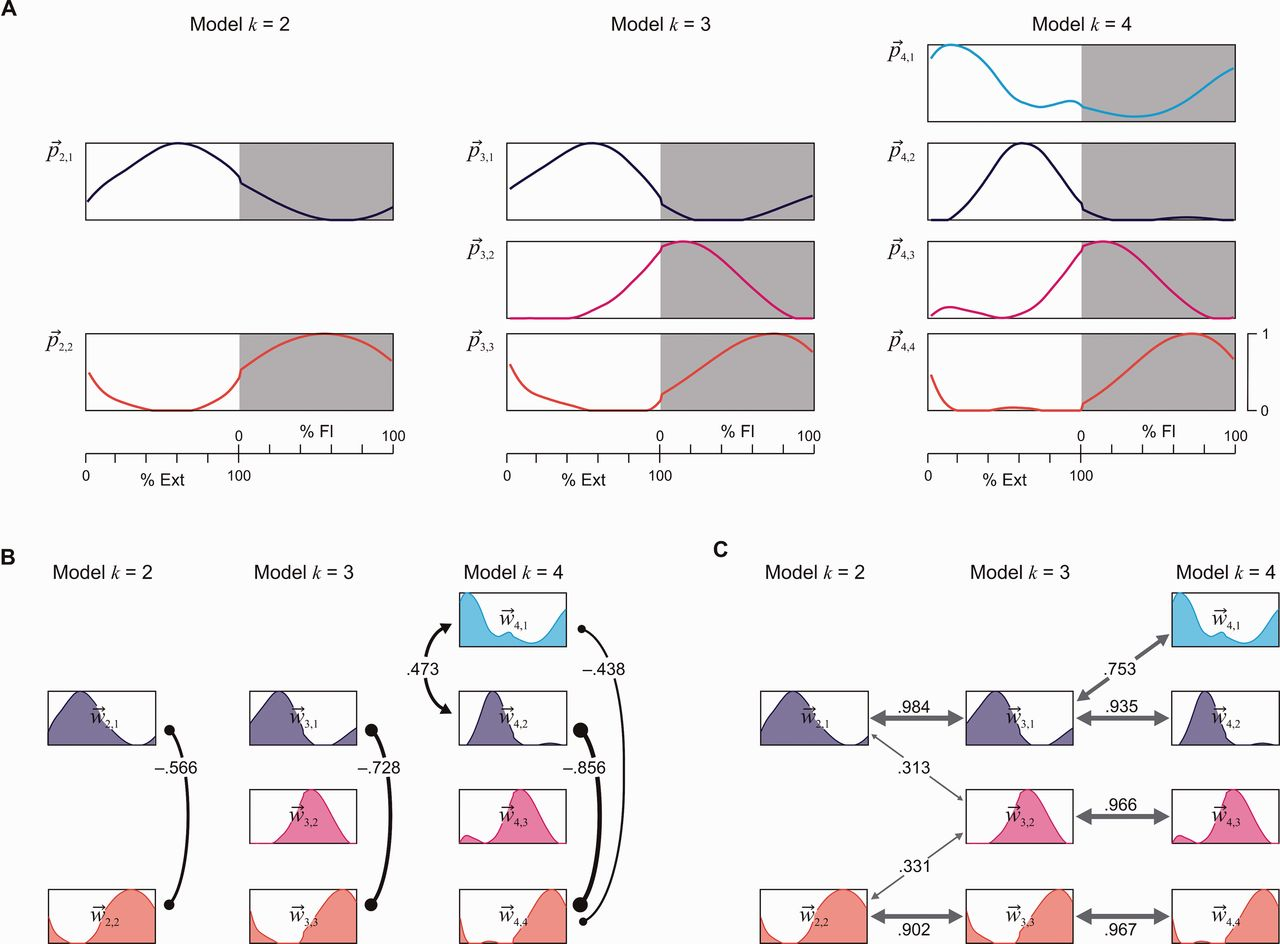 A
Model k = 2
Model k = 3
Model k = 4
p⃗4,1
p⃗2,1
p⃗3,1
p⃗4,2
p⃗3,2
p⃗4,3
p⃗2,2
p⃗3,3
p⃗4,4
1
0
0 % FI 100
0 % FI 100
0 % FI 100
0 % Ext 100
0 % Ext 100
0 % Ext 100
B
Model k = 2
Model k = 3
Model k = 4
w⃗4,1
.473
–.438
w⃗2,1
w⃗3,1
w⃗4,2
–.566
–.728
–.856
w⃗3,2
w⃗4,3
w⃗2,2
w⃗3,3
w⃗4,4
C
Model k = 2
Model k = 3
Model k = 4
w⃗4,1
.753
w⃗2,1
.984
w⃗3,1
.935
w⃗4,2
.313
w⃗3,2
.966
w⃗4,3
.331
w⃗2,2
.902
w⃗3,3
.967
w⃗4,4